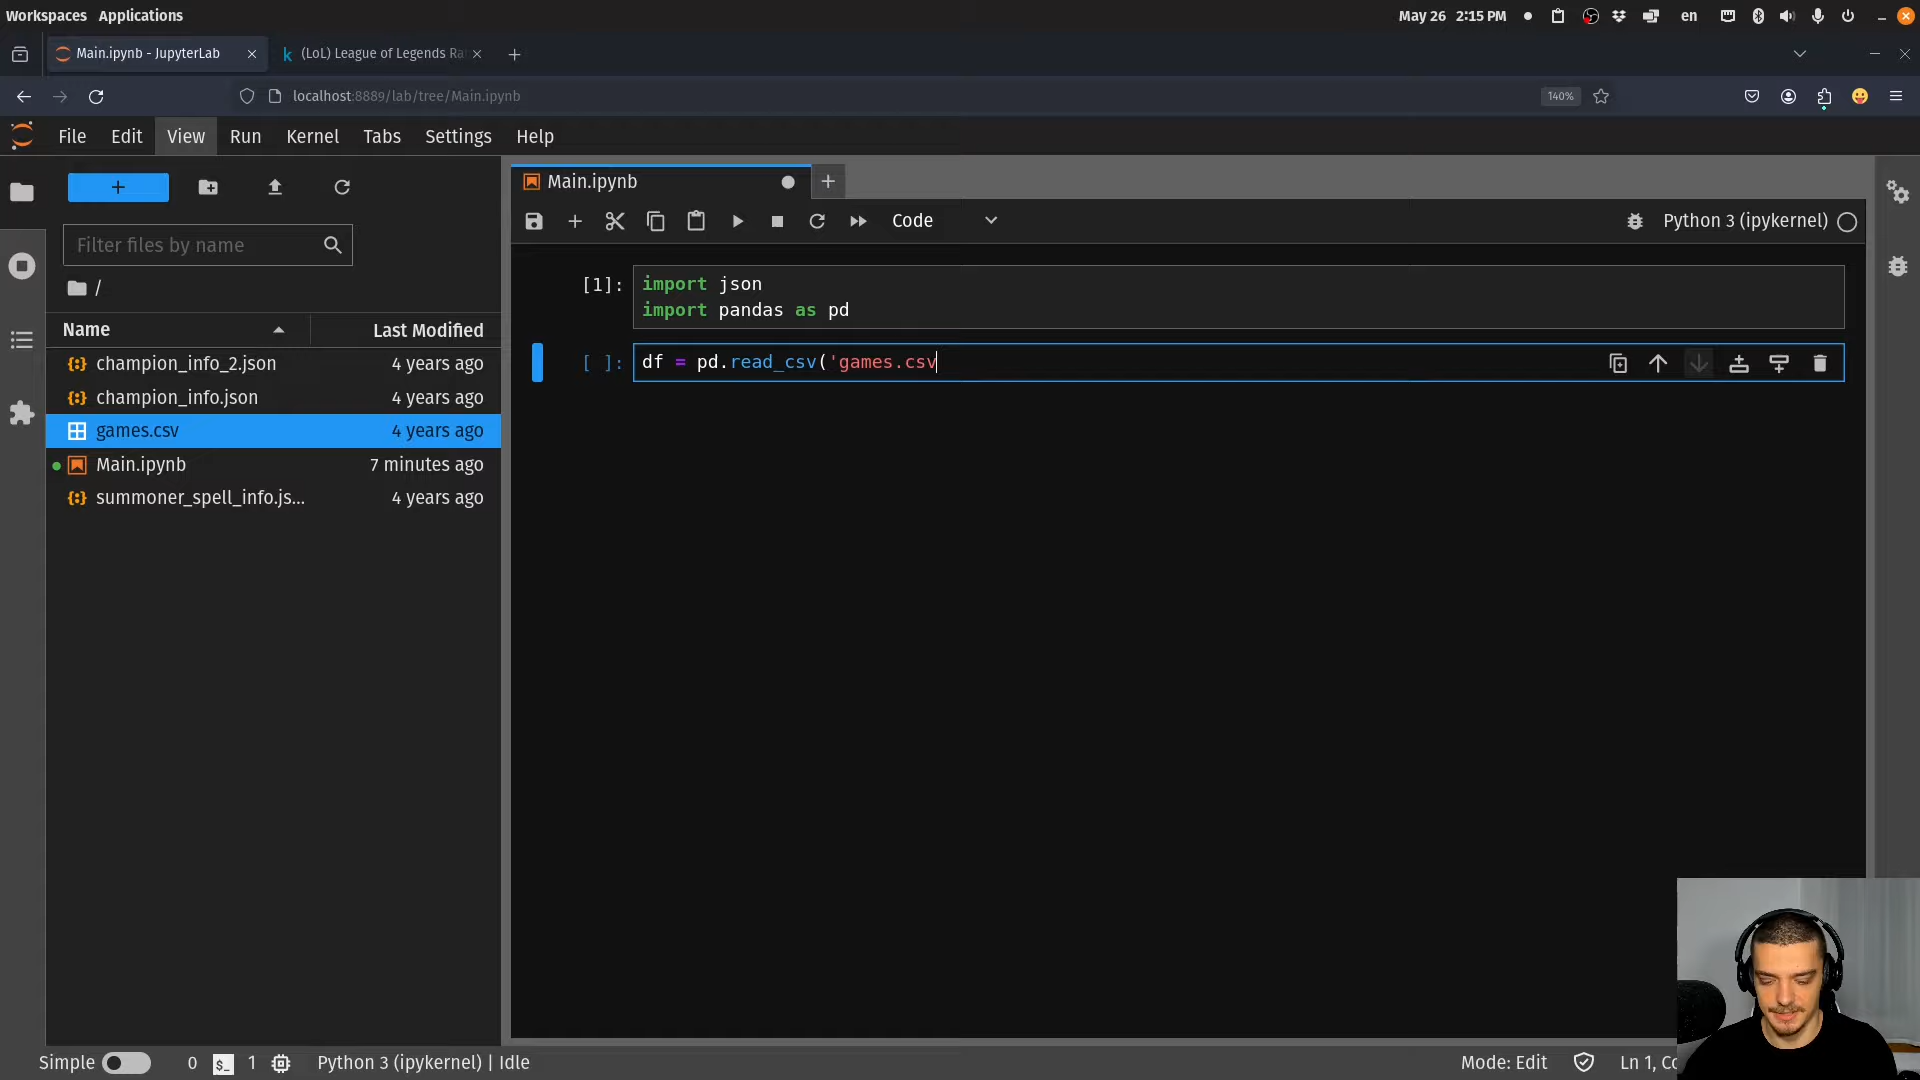 Workspaces Applications
May 26 2:15 PM
en
Main.ipynb - JupyterLab
(LoL) League of Legends Ra
localhost:8889/lab/tree/Main.ipynb
140%
File Edit View Run Kernel Tabs Settings Help
Main.ipynb
Code
Python 3 (ipykernel)
Filter files by name
/
Name Last Modified
champion_info_2.json 4 years ago
champion_info.json 4 years ago
games.csv 4 years ago
Main.ipynb 7 minutes ago
summoner_spell_info.js... 4 years ago
[1]: import json
import pandas as pd
[ ]: df = pd.read_csv('games.csv
Simple 0 $_ 1 Python 3 (ipykernel) | Idle
Mode: Edit Ln 1, Co